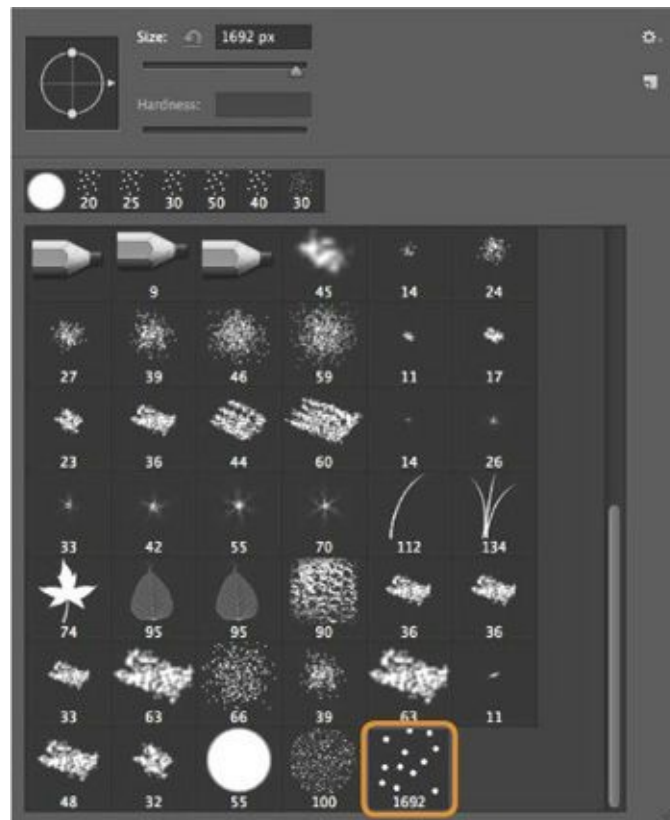 Size: 1692 px
Hardness:
20 25 30 50 40 30
9 45 14 24
27 39 46 59 11 17
23 36 44 60 14 26
33 42 55 70 112 134
74 95 95 90 36 36
33 63 66 39 63 11
48 32 55 100 1692